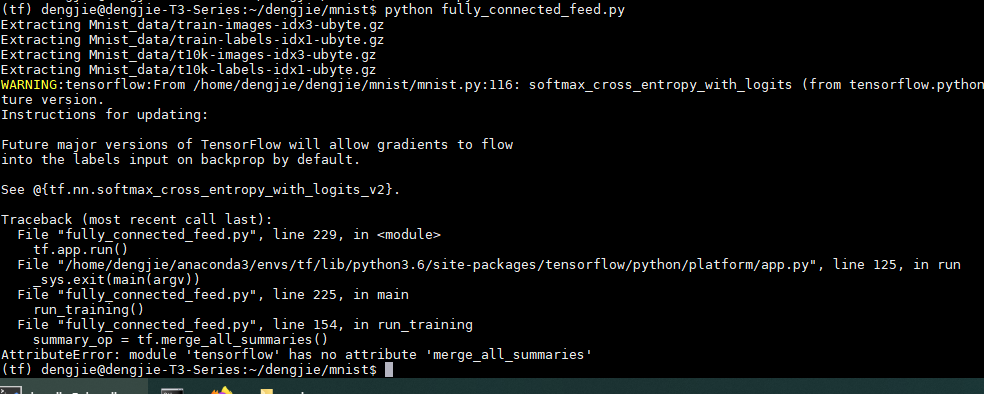 (tf) dengjie@dengjie-T3-Series:~/dengjie/mnist$ python fully_connected_feed.py
Extracting Mnist_data/train-images-idx3-ubyte.gz
Extracting Mnist_data/train-labels-idx1-ubyte.gz
Extracting Mnist_data/t10k-images-idx3-ubyte.gz
Extracting Mnist_data/t10k-labels-idx1-ubyte.gz
WARNING:tensorflow:From /home/dengjie/dengjie/mnist/mnist.py:116: softmax_cross_entropy_with_logits (from tensorflow.python
ture version.
Instructions for updating:
Future major versions of TensorFlow will allow gradients to flow
into the labels input on backprop by default.
See @{tf.nn.softmax_cross_entropy_with_logits_v2}.
Traceback (most recent call last):
  File "fully_connected_feed.py", line 229, in <module>
    tf.app.run()
  File "/home/dengjie/anaconda3/envs/tf/lib/python3.6/site-packages/tensorflow/python/platform/app.py", line 125, in run
    _sys.exit(main(argv))
  File "fully_connected_feed.py", line 225, in main
    run_training()
  File "fully_connected_feed.py", line 154, in run_training
    summary_op = tf.merge_all_summaries()
AttributeError: module 'tensorflow' has no attribute 'merge_all_summaries'
(tf) dengjie@dengjie-T3-Series:~/dengjie/mnist$